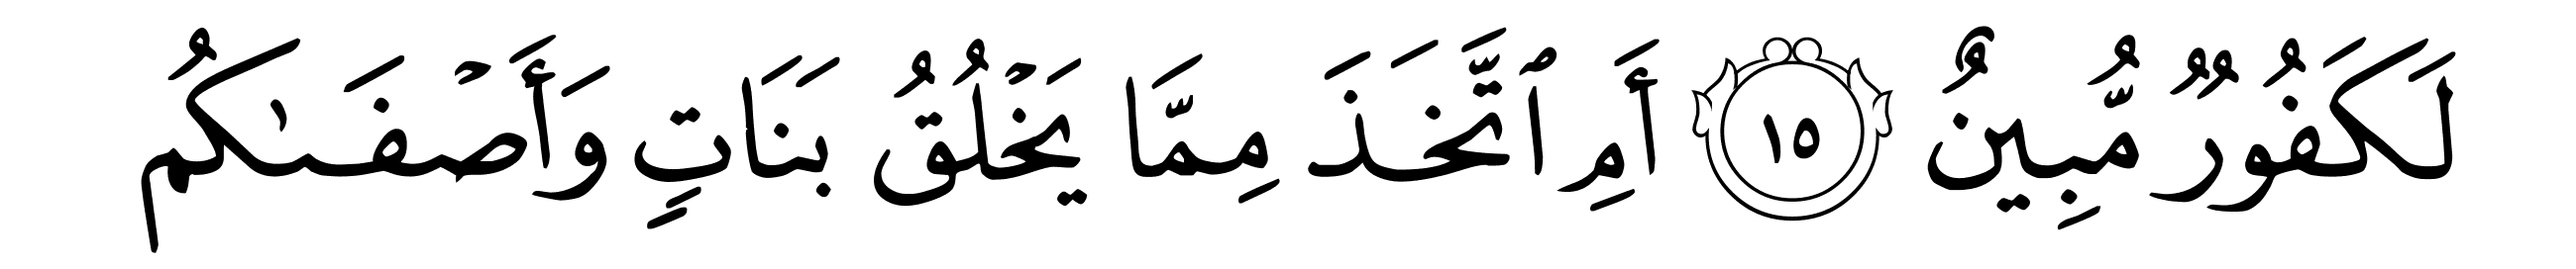 لَكَفُورٌ مُّبِينٌ ١٥ أَمِ ٱتَّخَذَ مِمَّا يَخْلُقُ بَنَاتٍ وَأَصْفَىٰكُم